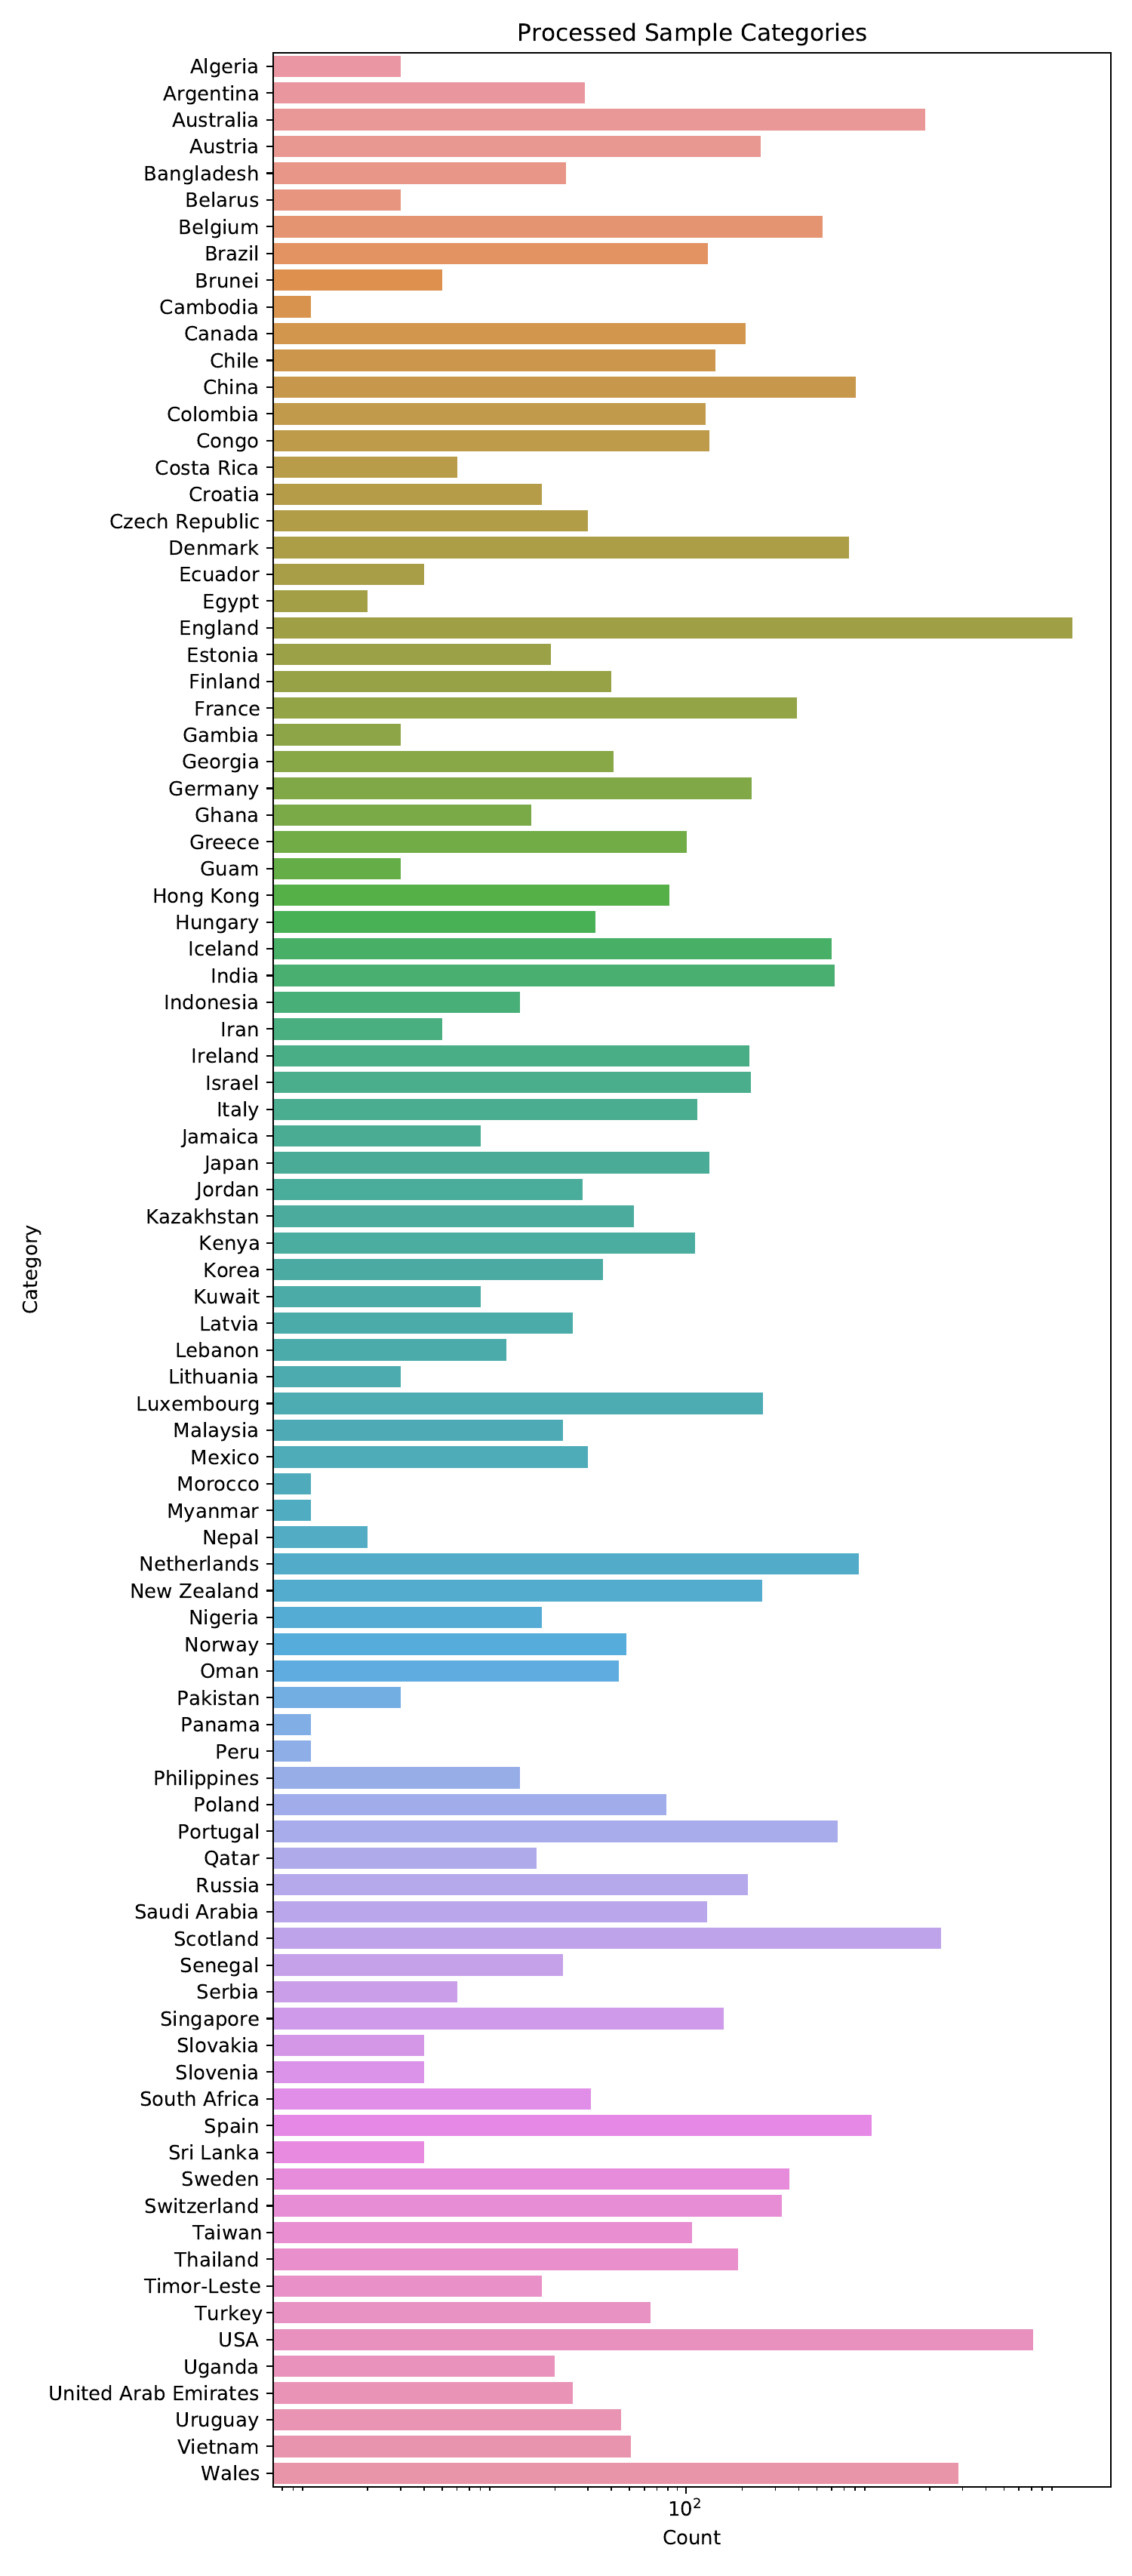 Processed Sample Categories
Algeria
Argentina
Australia
Austria
Bangladesh
Belarus
Belgium
Brazil
Brunei
Cambodia
Canada
Chile
China
Colombia
Congo
Costa Rica
Croatia
Czech Republic
Denmark
Ecuador
Egypt
England
Estonia
Finland
France
Gambia
Georgia
Germany
Ghana
Greece
Guam
Hong Kong
Hungary
Iceland
India
Indonesia
Iran
Ireland
Israel
Italy
Jamaica
Japan
Jordan
Kazakhstan
Kenya
Korea
Kuwait
Latvia
Lebanon
Lithuania
Luxembourg
Malaysia
Mexico
Morocco
Myanmar
Nepal
Netherlands
New Zealand
Nigeria
Norway
Oman
Pakistan
Panama
Peru
Philippines
Poland
Portugal
Qatar
Russia
Saudi Arabia
Scotland
Senegal
Serbia
Singapore
Slovakia
Slovenia
South Africa
Spain
Sri Lanka
Sweden
Switzerland
Taiwan
Thailand
Timor-Leste
Turkey
USA
Uganda
United Arab Emirates
Uruguay
Vietnam
Wales
Category
10²
Count